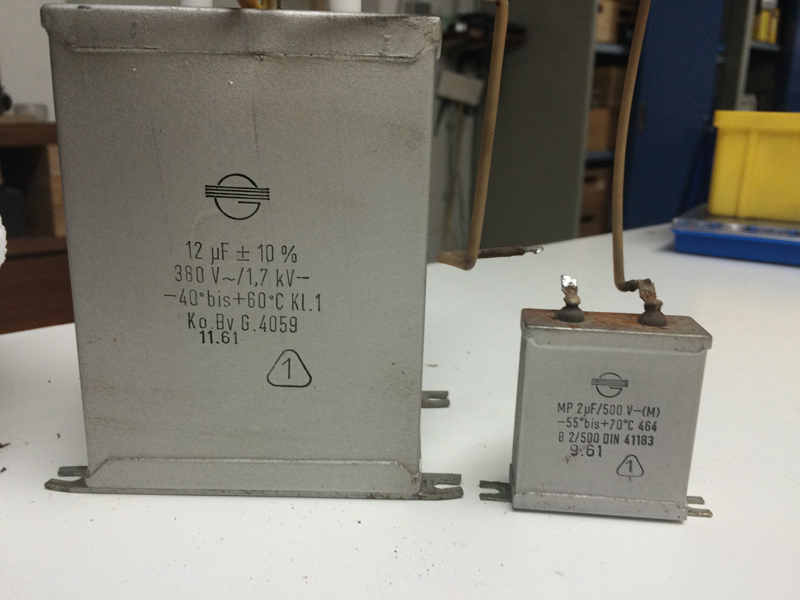 12 µF ± 10 %
380 V~/1,7 kV−
−40°bis+60°C Kl.1
Ko.Bv G.4059
11.61
1
MP 2µF/500 V−(M)
−55°bis+70°C 464
B 2/500 DIN 41183
9.61
1